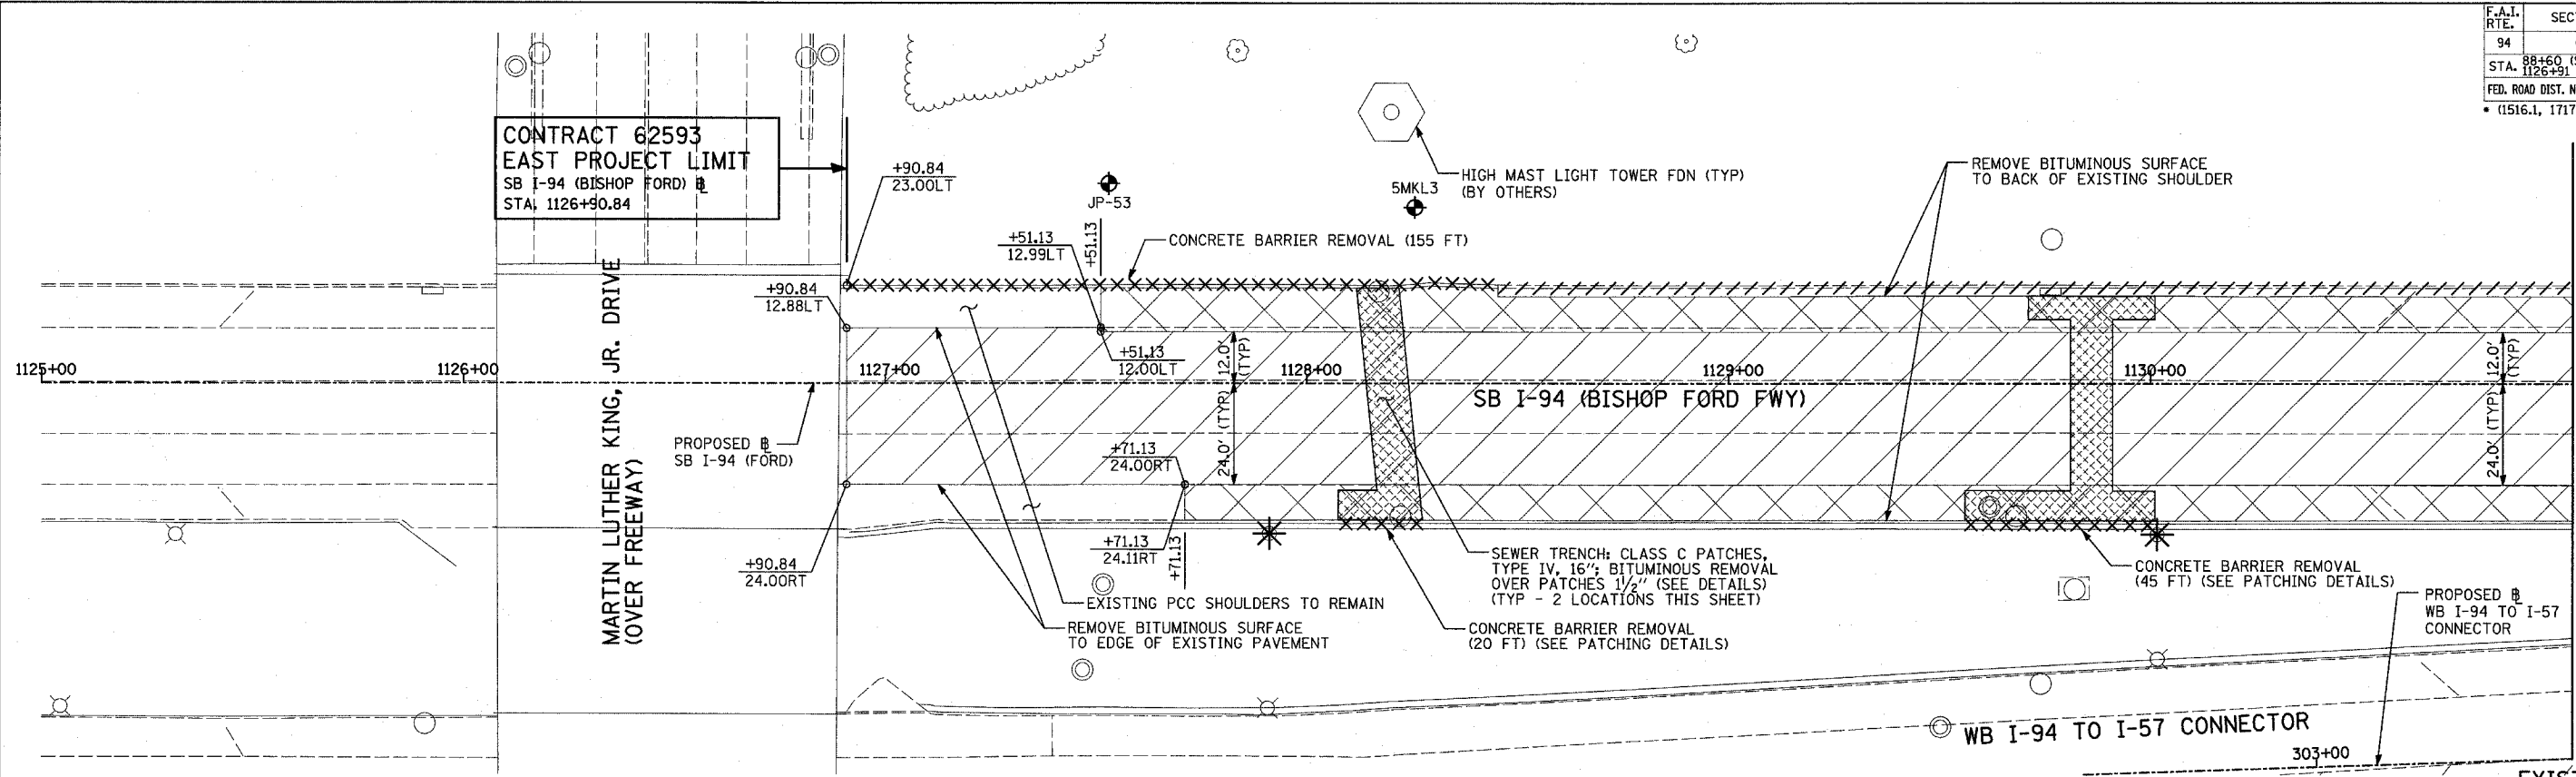 F.A.I.
RTE.
SEC
94
STA. 88+60
1126+91
FED. ROAD DIST. N
* (1516.1, 1717
CONTRACT 62593
EAST PROJECT LIMIT
SB I-94 (BISHOP FORD) BL
STA. 1126+90.84
+90.84
23.00LT
JP-53
5MKL3
HIGH MAST LIGHT TOWER FDN (TYP)
(BY OTHERS)
REMOVE BITUMINOUS SURFACE
TO BACK OF EXISTING SHOULDER
+51.13
12.99LT
+51.13
CONCRETE BARRIER REMOVAL (155 FT)
+90.84
12.88LT
+51.13
12.00LT
12.0'
(TYP)
12.0'
(TYP)
1125+00
1126+00
1127+00
1128+00
1129+00
1130+00
SB I-94 (BISHOP FORD FWY)
MARTIN LUTHER KING, JR. DRIVE
(OVER FREEWAY)
PROPOSED BL
SB I-94 (FORD)
24.0' (TYP)
24.0' (TYP)
+71.13
24.00RT
+71.13
24.11RT
+71.13
+90.84
24.00RT
EXISTING PCC SHOULDERS TO REMAIN
REMOVE BITUMINOUS SURFACE
TO EDGE OF EXISTING PAVEMENT
SEWER TRENCH: CLASS C PATCHES,
TYPE IV, 16"; BITUMINOUS REMOVAL
OVER PATCHES 1½" (SEE DETAILS)
(TYP - 2 LOCATIONS THIS SHEET)
CONCRETE BARRIER REMOVAL
(20 FT) (SEE PATCHING DETAILS)
CONCRETE BARRIER REMOVAL
(45 FT) (SEE PATCHING DETAILS)
PROPOSED BL
WB I-94 TO I-57
CONNECTOR
WB I-94 TO I-57 CONNECTOR
303+00